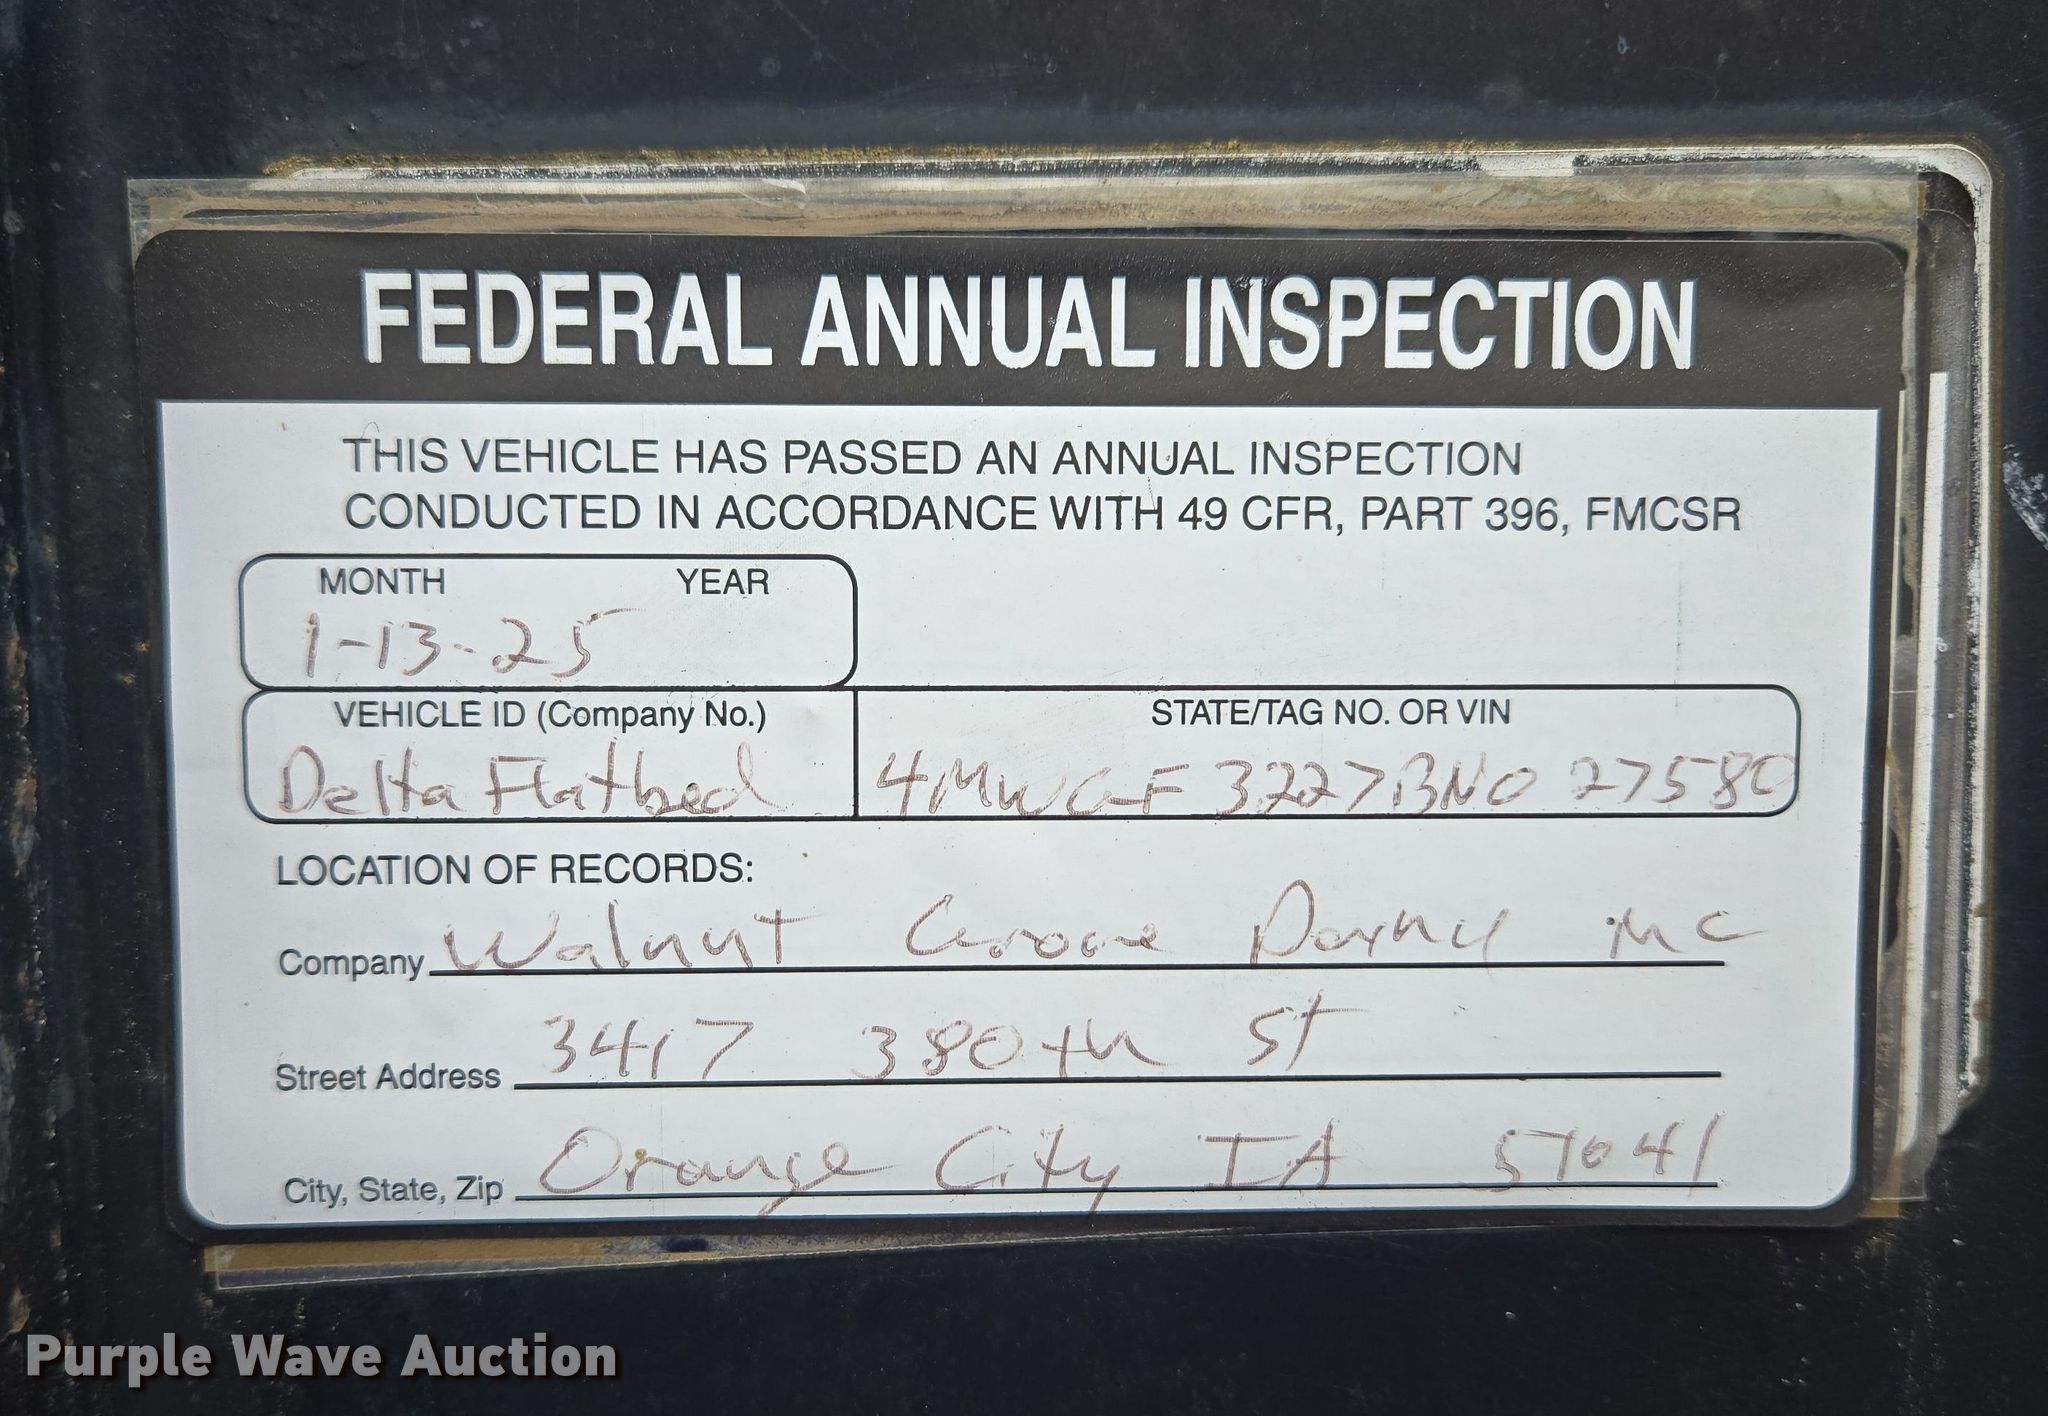 FEDERAL ANNUAL INSPECTION
THIS VEHICLE HAS PASSED AN ANNUAL INSPECTION
CONDUCTED IN ACCORDANCE WITH 49 CFR, PART 396, FMCSR
MONTH YEAR
1-13-25
VEHICLE ID (Company No.) STATE/TAG NO. OR VIN
Delta Flatbed 4MWGF3227BN027580
LOCATION OF RECORDS:
Company Walnut Grove inc
Street Address 3417 380th St
City, State, Zip Orange City IA 51041
Purple Wave Auction